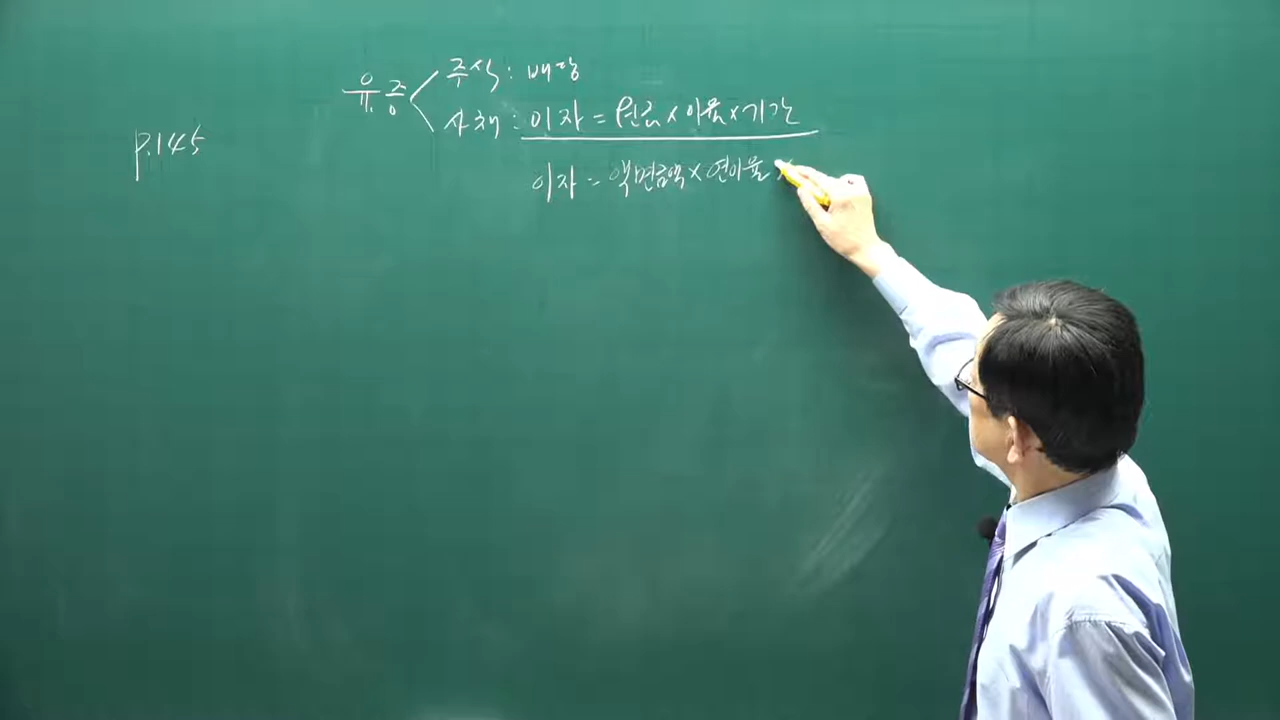 유증
주식 : 배당
사채 : 이자 = 원금 × 이율 × 기간
p.145
이자 = 액면금액 × 연이율 ×